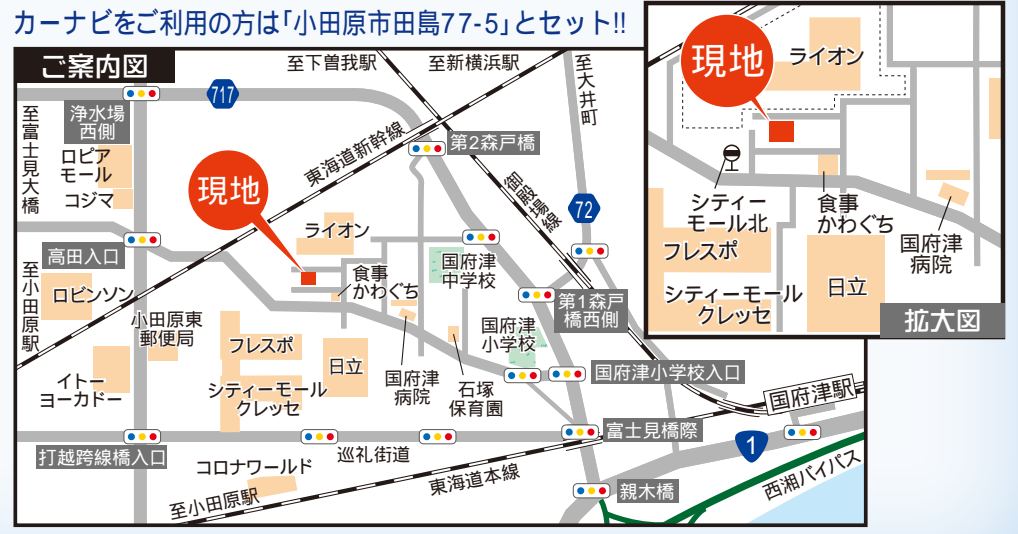 カーナビをご利用の方は「小田原市田島77-5」とセット!!
ご案内図
至下曽我駅
至新横浜駅
至大井町
717
浄水場
西側
至富士見大橋
ロピア
モール
コジマ
東海道新幹線
第2森戸橋
御殿場線
72
現地
ライオン
高田入口
国府津
中学校
食事
かわぐち
至小田原駅
ロビンソン
第1森戸
橋西側
小田原東
郵便局
フレスポ
日立
国府津
小学校
イトー
ヨーカドー
シティーモール
クレッセ
国府津
病院
石塚
保育園
国府津小学校入口
国府津駅
打越跨線橋入口
巡礼街道
富士見橋際
1
コロナワールド
東海道本線
至小田原駅
親木橋
西湘バイパス
現地
ライオン
シティー
モール北
食事
かわぐち
国府津
病院
フレスポ
シティーモール
クレッセ
日立
拡大図